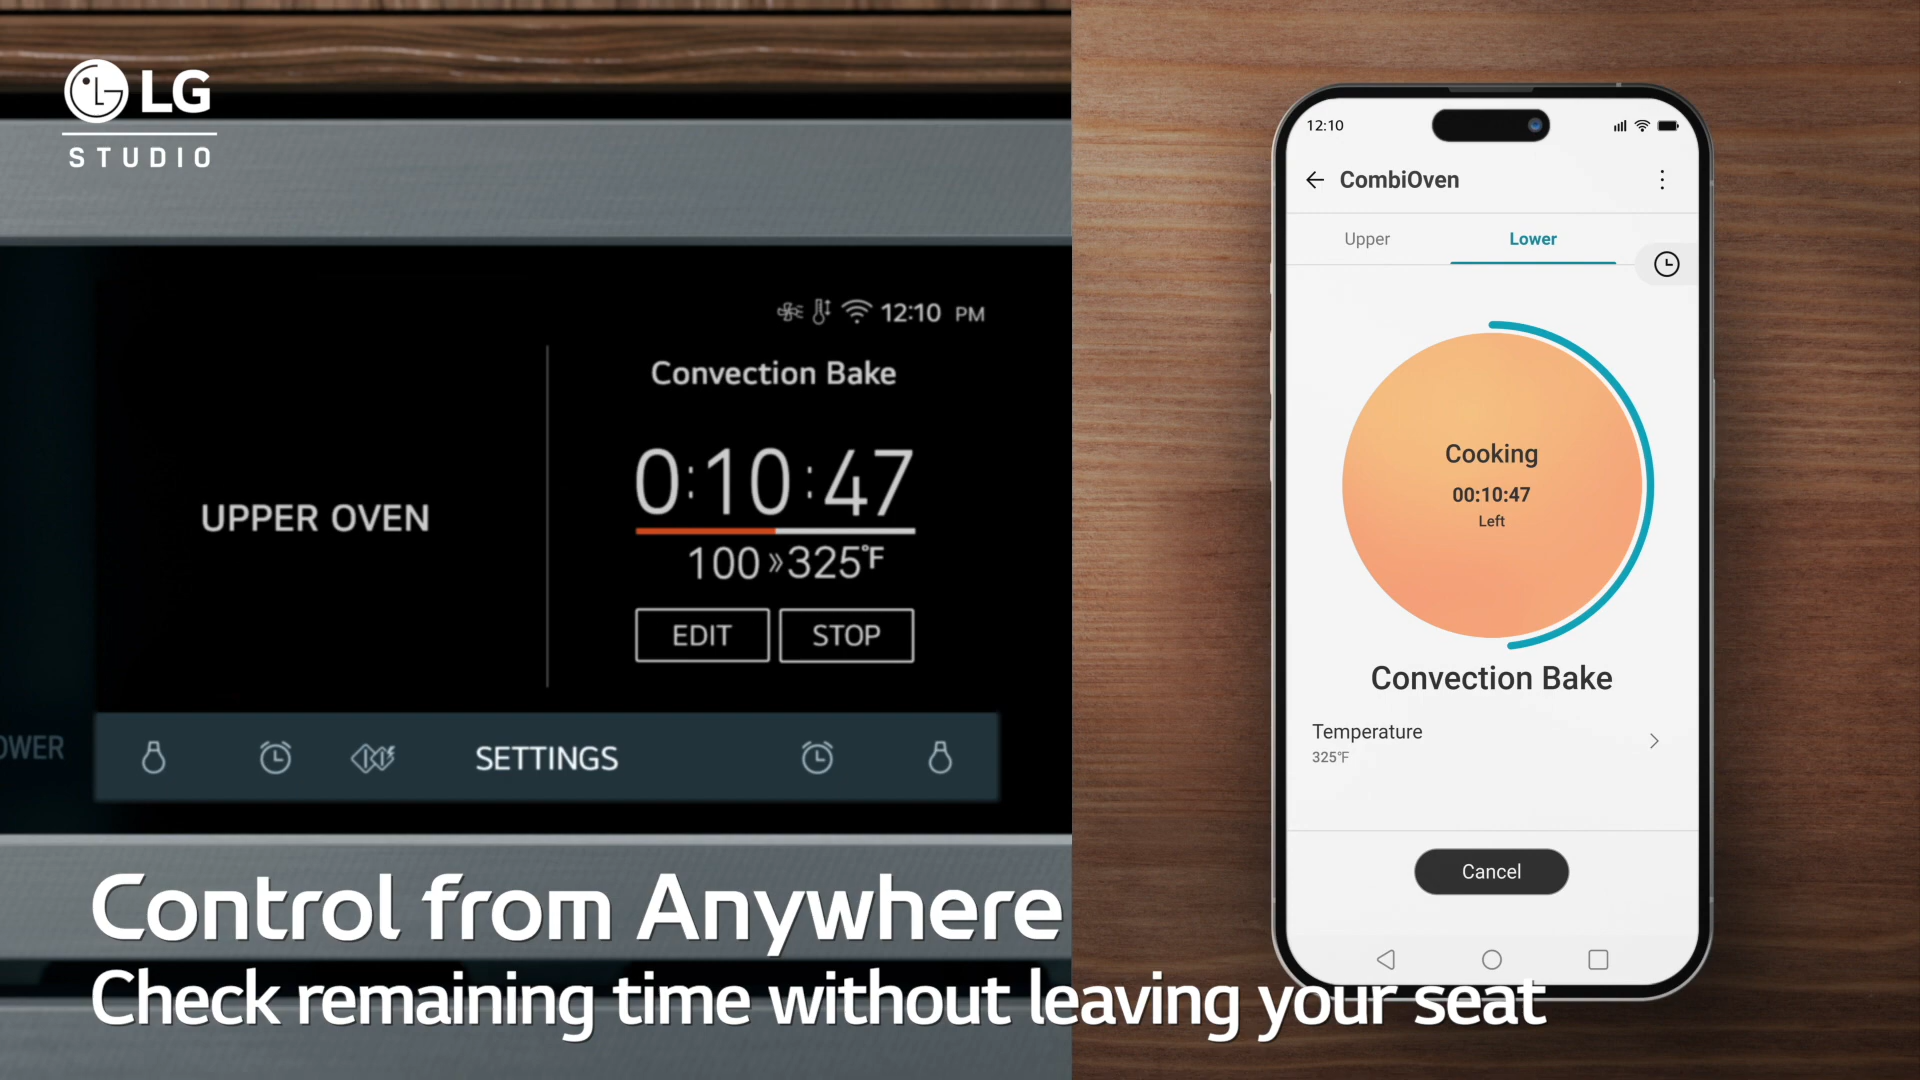 LG
STUDIO
12:10 PM
Convection Bake
0:10:47
100»325°F
EDIT
STOP
UPPER OVEN
OWER
SETTINGS
12:10
CombiOven
Upper
Lower
Cooking
00:10:47
Left
Convection Bake
Temperature
325°F
Cancel
Control from Anywhere
Check remaining time without leaving your seat